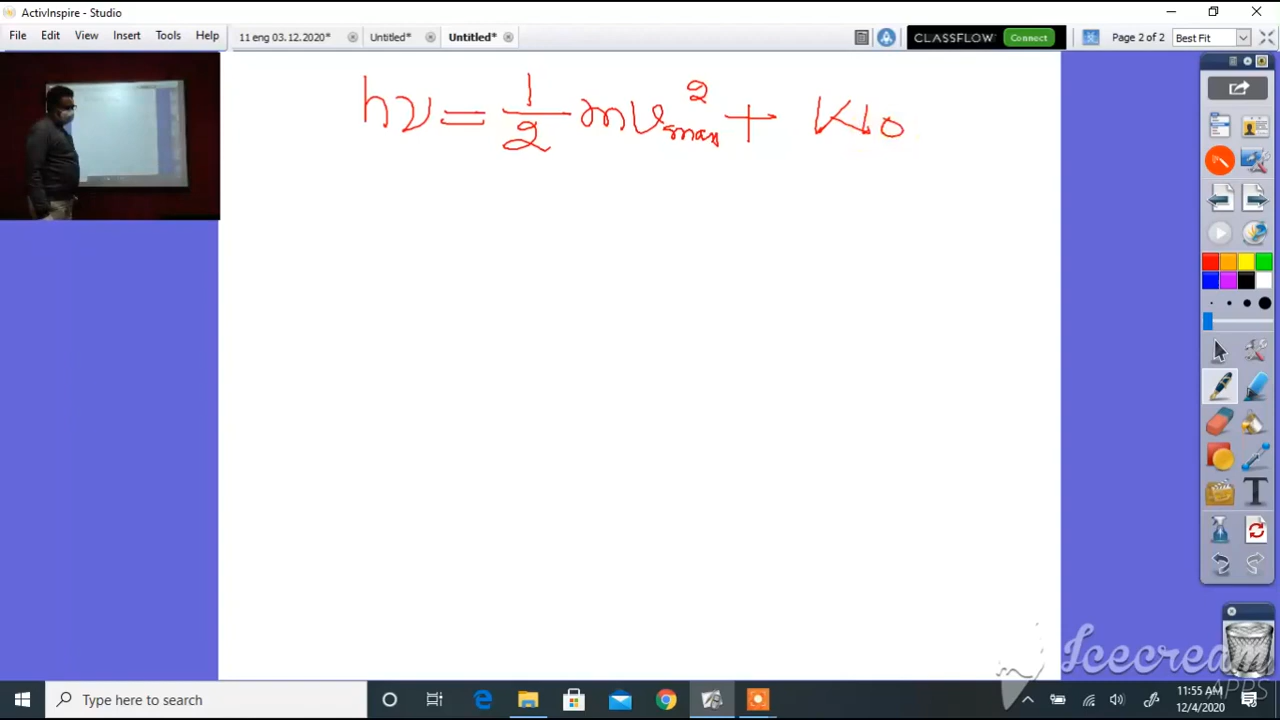 ActivInspire - Studio
File Edit View Insert Tools Help
11 eng 03.12.2020* Untitled* Untitled* CLASSFLOW Connect Page 2 of 2 Best Fit
hν = 1/2 mv²max + W₀
Type here to search
Icecream
APPS
11:55 AM
12/4/2020